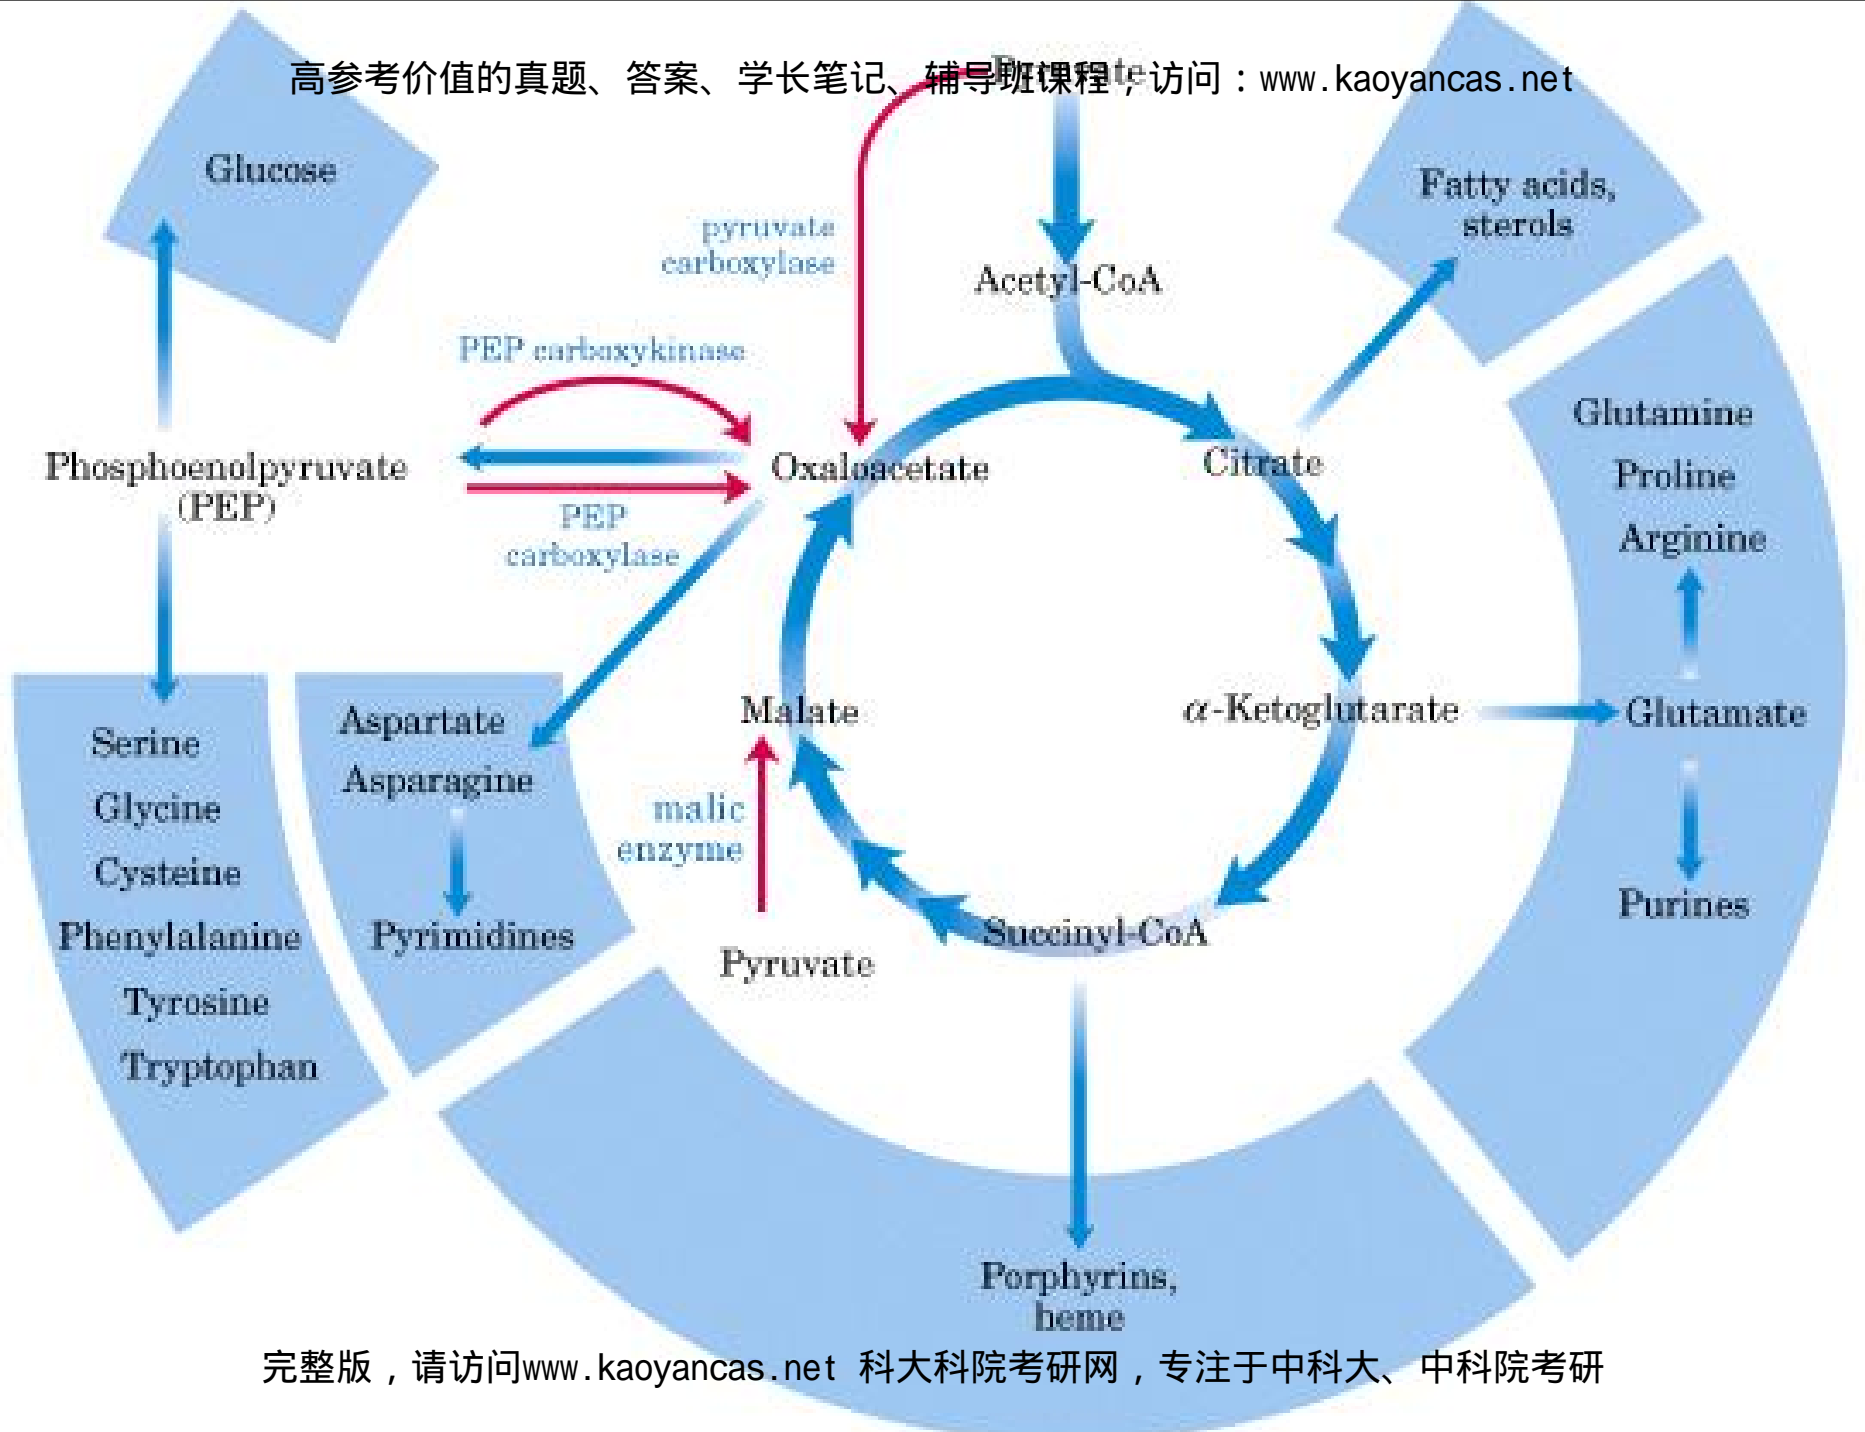 高参考价值的真题、答案、学长笔记、辅导班课程；访问：www.kaoyancas.net
Pyruvate
Glucose
Fatty acids,
sterols
pyruvate
carboxylase
Acetyl-CoA
PEP carboxykinase
Phosphoenolpyruvate
(PEP)
Oxaloacetate
Citrate
PEP
carboxylase
Glutamine
Proline
Arginine
Malate
α-Ketoglutarate
Glutamate
Purines
Serine
Glycine
Cysteine
Phenylalanine
Tyrosine
Tryptophan
Aspartate
Asparagine
Pyrimidines
malic
enzyme
Pyruvate
Succinyl-CoA
Porphyrins,
heme
完整版，请访问www.kaoyancas.net 科大科院考研网，专注于中科大、中科院考研